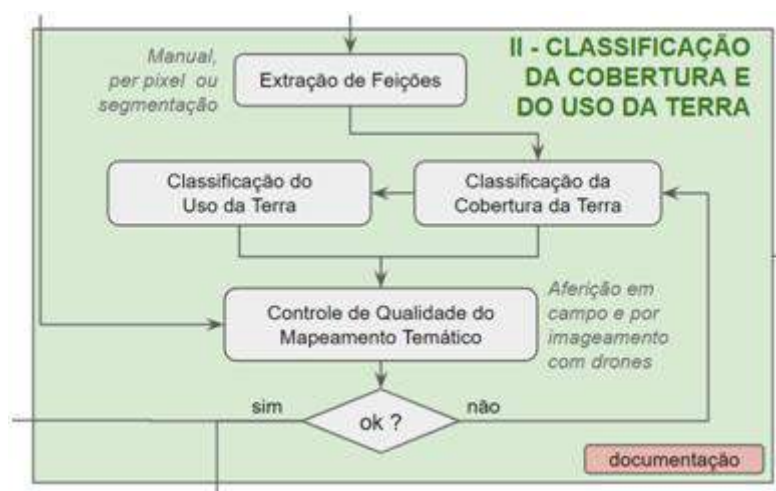 II - CLASSIFICAÇÃO
DA COBERTURA E
DO USO DA TERRA
Manual,
per pixel ou
segmentação
Extração de Feições
Classificação do
Uso da Terra
Classificação da
Cobertura da Terra
Controle de Qualidade do
Mapeamento Temático
Aferição em
campo e por
imageamento
com drones
sim
ok ?
não
documentação